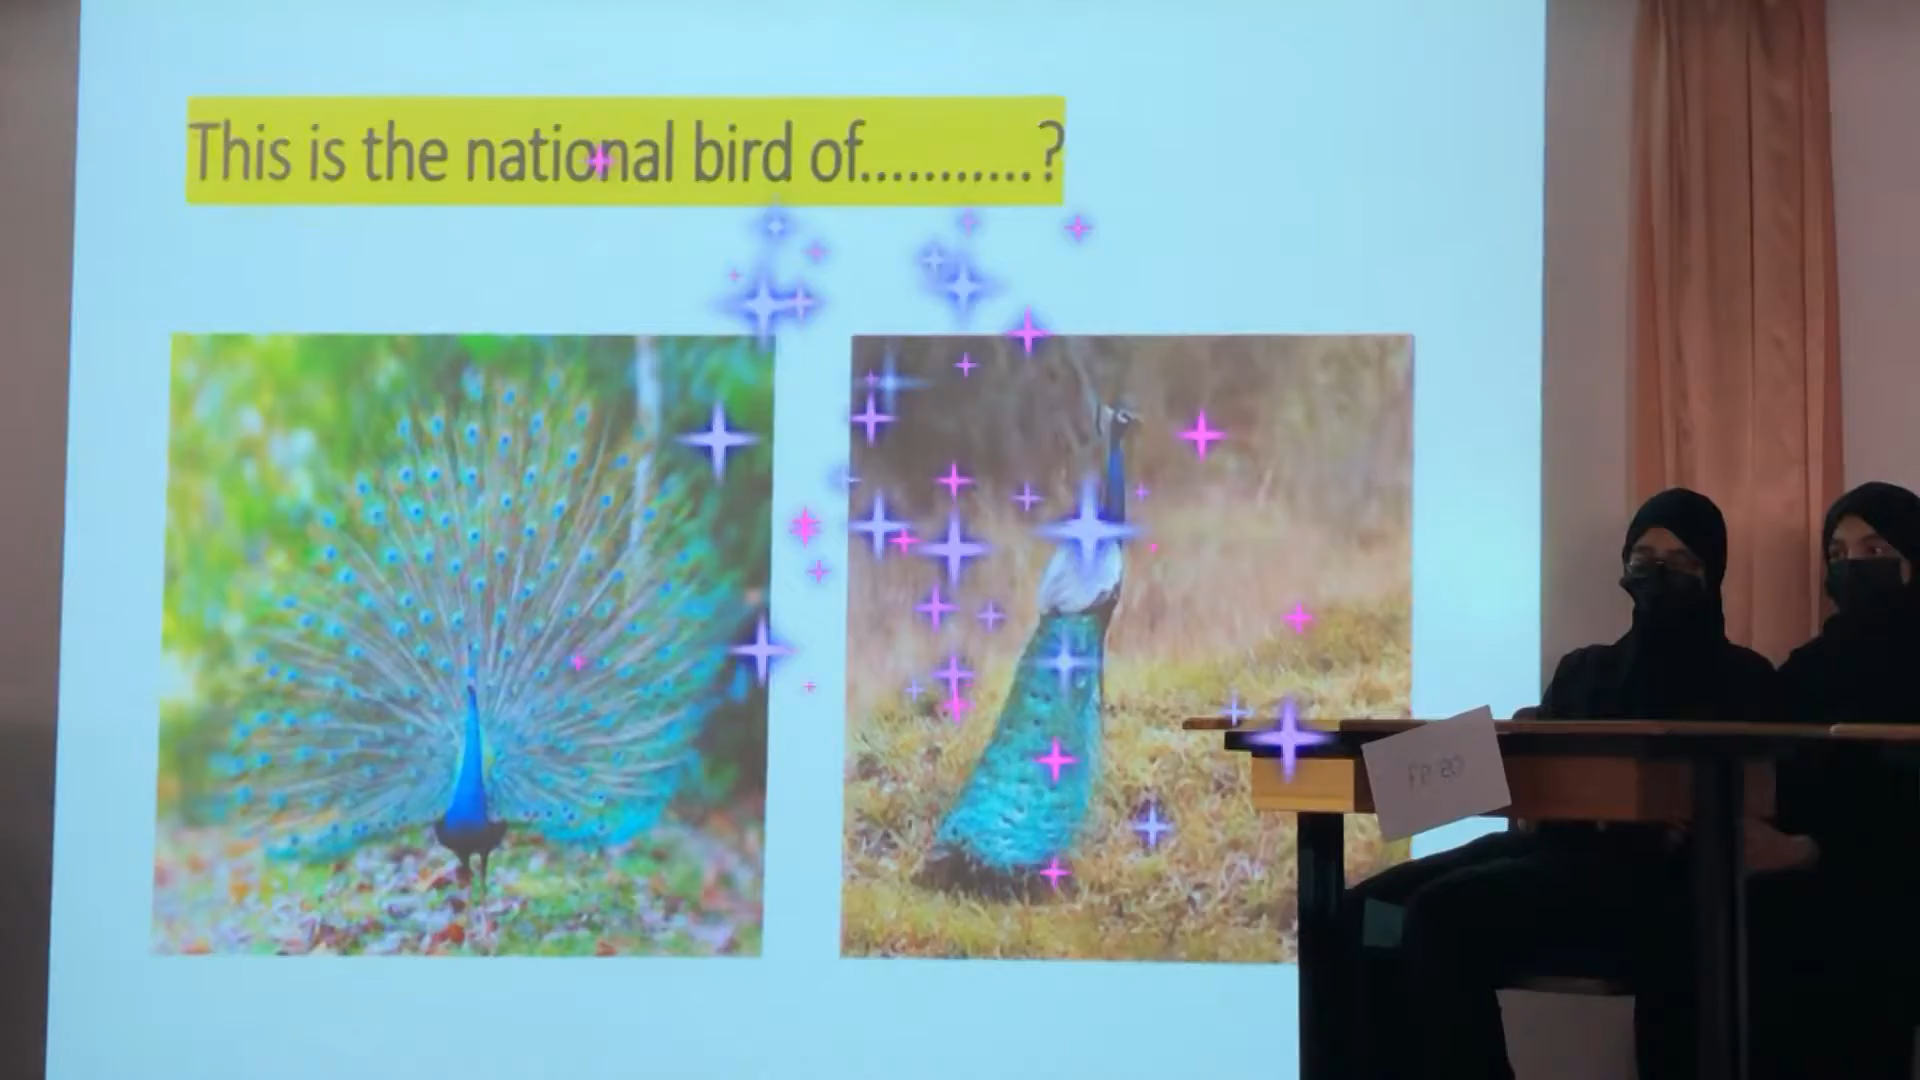 This is the national bird of...........?